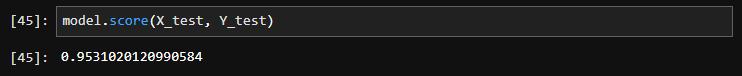 [45]: model.score(X_test, Y_test)
[45]: 0.9531020120990584